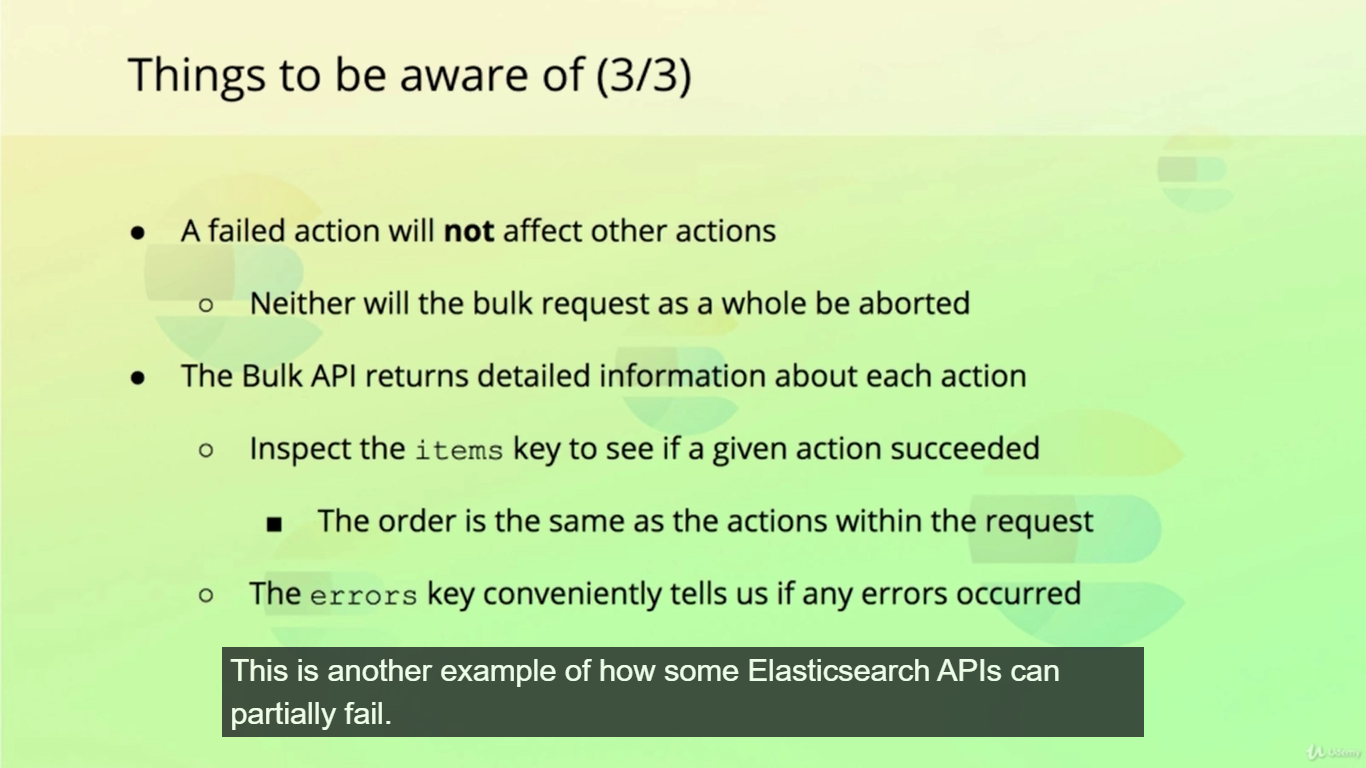 Things to be aware of (3/3)
● A failed action will not affect other actions
○ Neither will the bulk request as a whole be aborted
● The Bulk API returns detailed information about each action
○ Inspect the items key to see if a given action succeeded
■ The order is the same as the actions within the request
○ The errors key conveniently tells us if any errors occurred
This is another example of how some Elasticsearch APIs can
partially fail.
Udemy